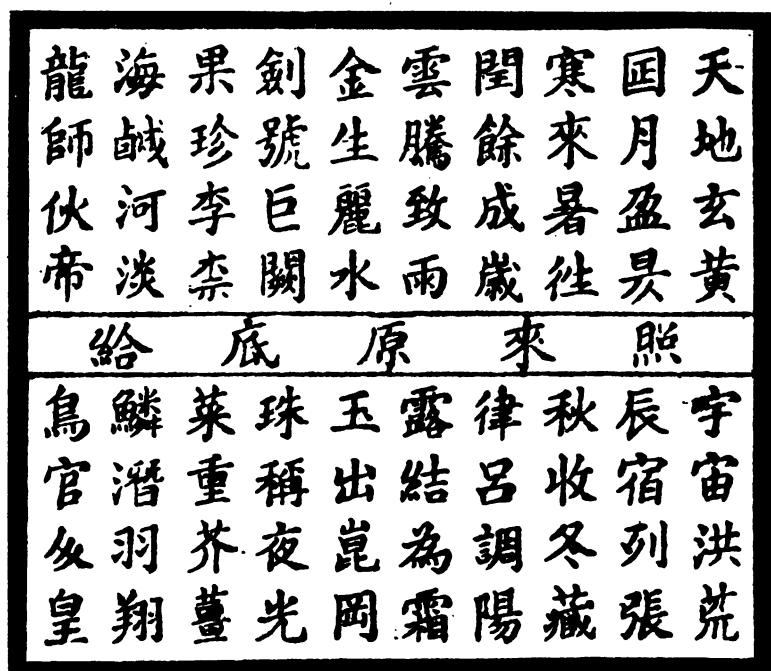 天地玄黃
囸月盈昃
寒來暑徃
閏餘成歲
雲騰致雨
金生麗水
劍號巨闕
果珍李柰
海鹹河淡
龍師伙帝
照來原底給
宇宙洪荒
辰宿列張
秋收冬藏
律呂調陽
露結為霜
玉出崑岡
珠稱夜光
菜重芥薑
鱗潛羽翔
鳥官皇